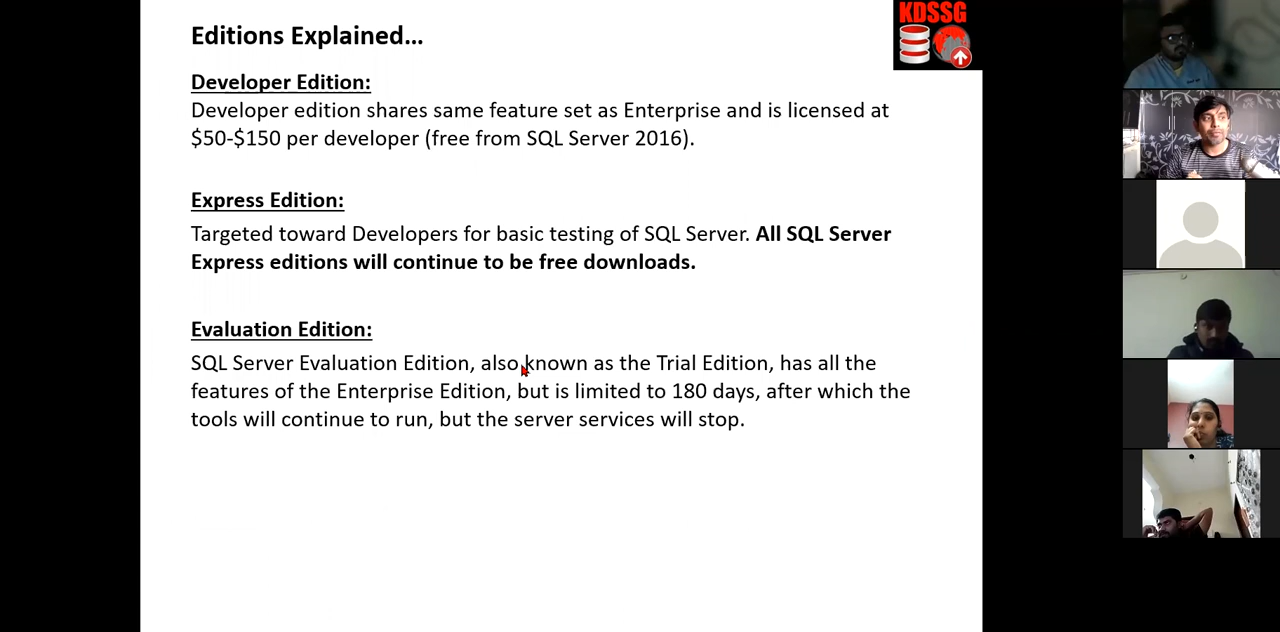 Editions Explained...
KDSSG
Developer Edition:
Developer edition shares same feature set as Enterprise and is licensed at
$50-$150 per developer (free from SQL Server 2016).
Express Edition:
Targeted toward Developers for basic testing of SQL Server. All SQL Server
Express editions will continue to be free downloads.
Evaluation Edition:
SQL Server Evaluation Edition, also known as the Trial Edition, has all the
features of the Enterprise Edition, but is limited to 180 days, after which the
tools will continue to run, but the server services will stop.